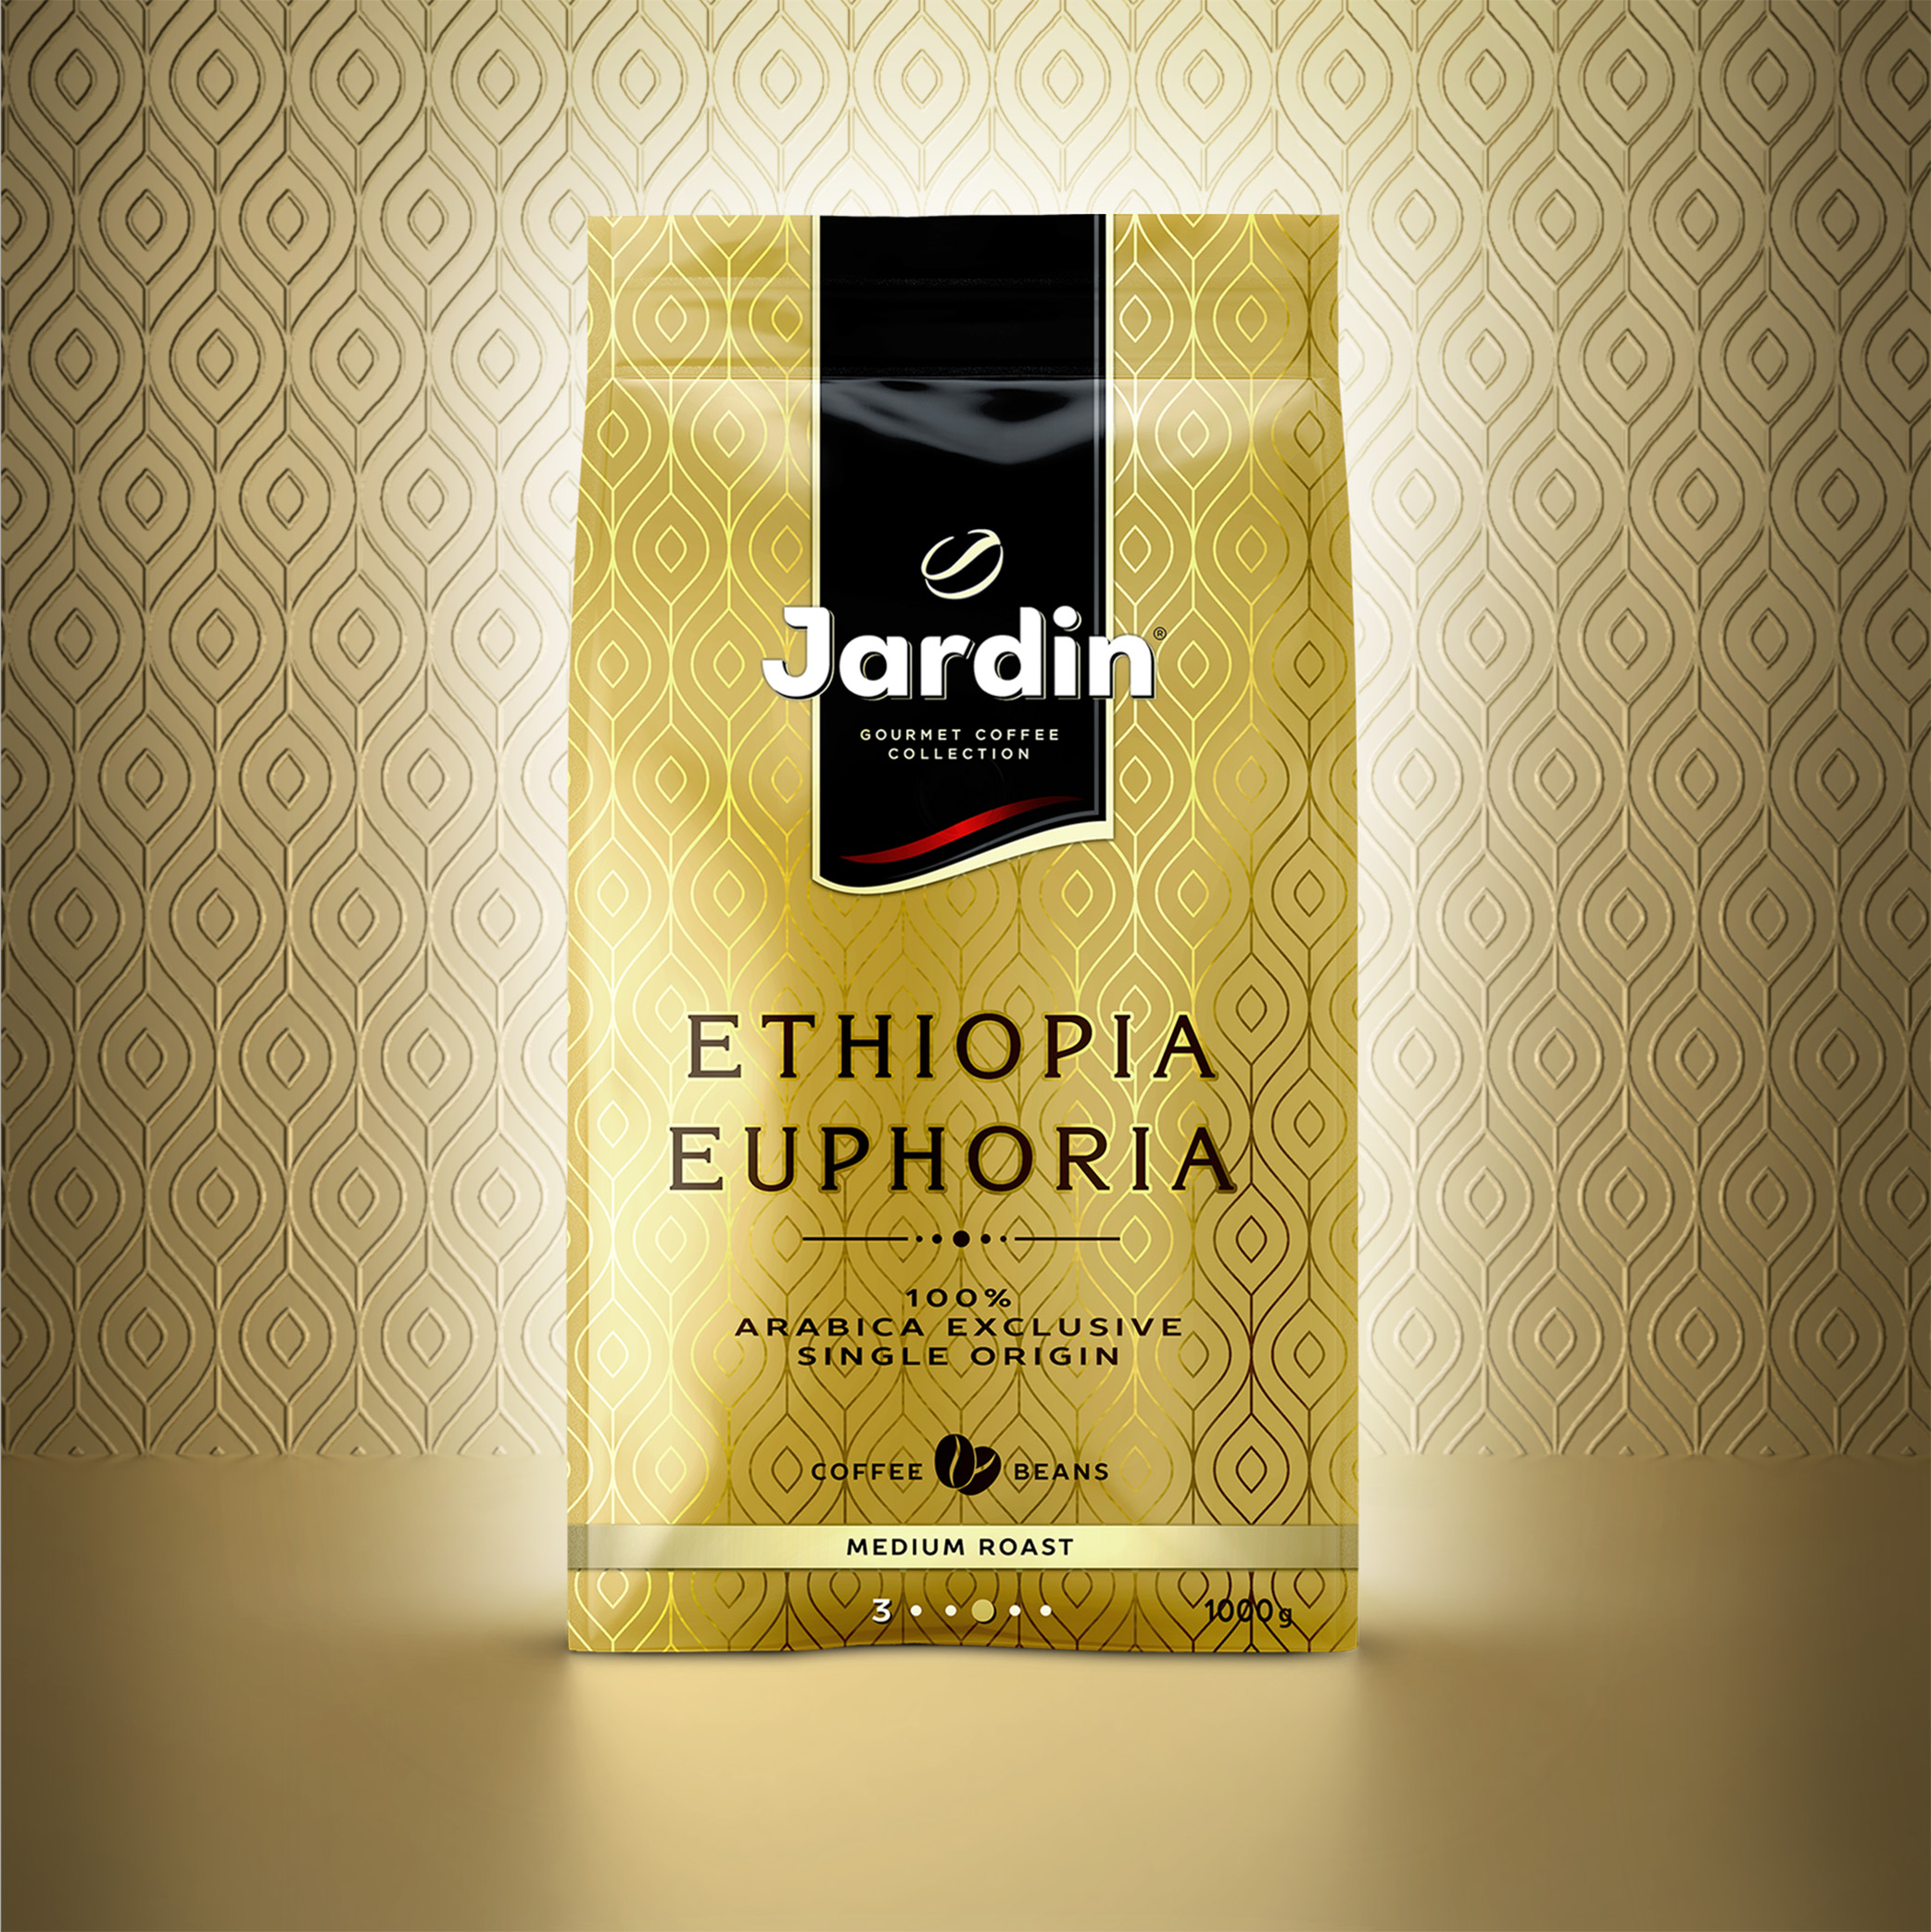 Jardin®
GOURMET COFFEE
COLLECTION
ETHIOPIA
EUPHORIA
100%
ARABICA EXCLUSIVE
SINGLE ORIGIN
COFFEE BEANS
MEDIUM ROAST
3
1000g